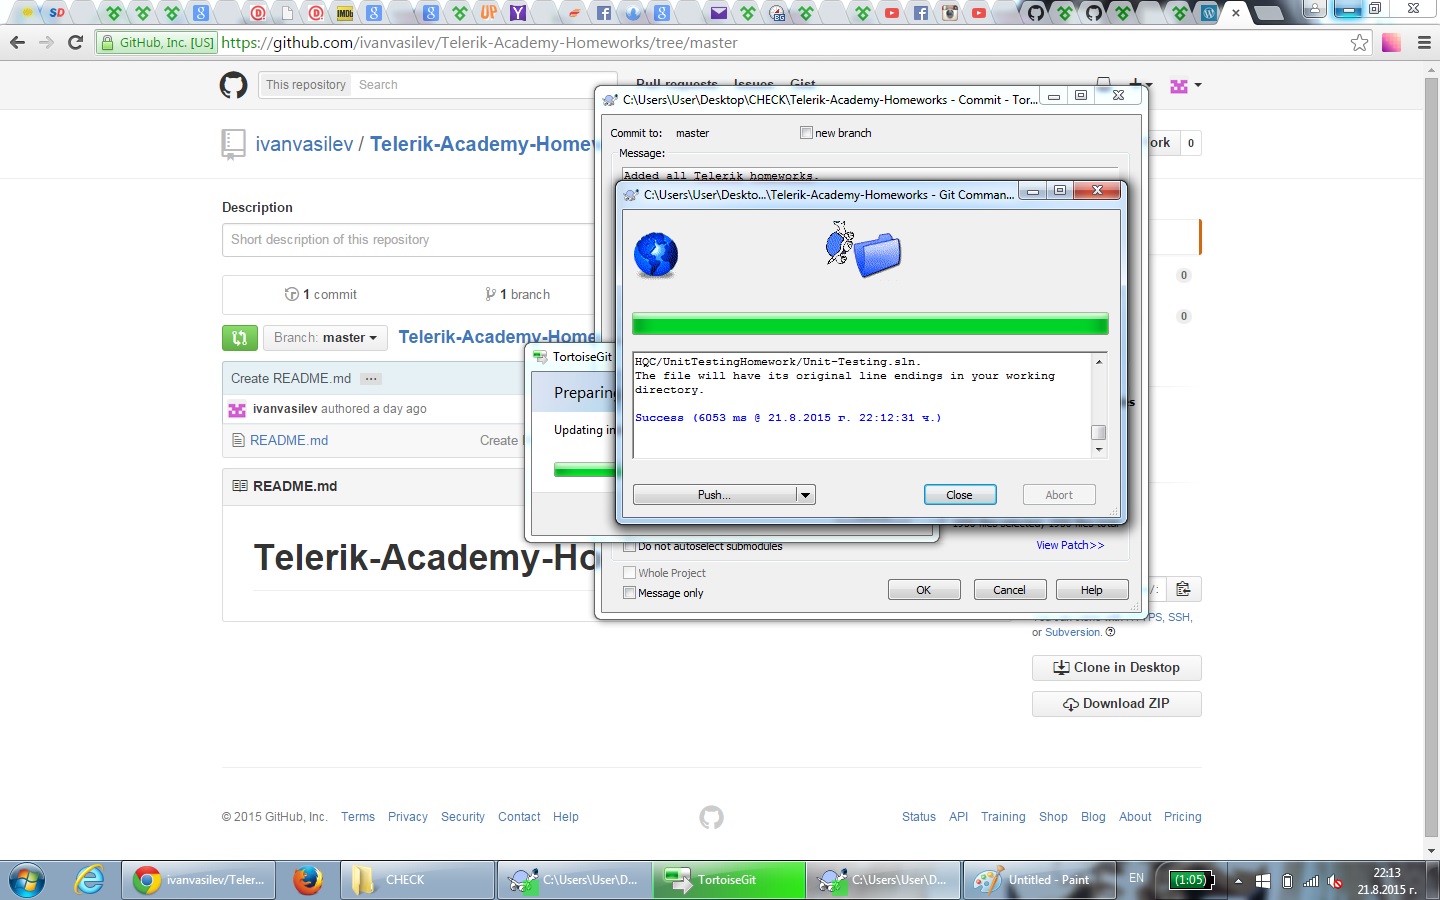 SD
UP
GitHub, Inc. [US] https://github.com/ivanvasilev/Telerik-Academy-Homeworks/tree/master
This repository Search
Pull requests Issues Gist
ivanvasilev / Telerik-Academy-Homew
ork 0
Description
Short description of this repository
1 commit
1 branch
0
0
Branch: master
Telerik-Academy-Home
Create README.md ...
ivanvasilev authored a day ago
README.md Create
README.md
Telerik-Academy-Ho
C:\Users\User\Desktop\CHECK\Telerik-Academy-Homeworks - Commit - Tor...
Commit to: master new branch
Message:
Added all Telerik homeworks.
C:\Users\User\Deskto...\Telerik-Academy-Homeworks - Git Comman...
HQC/UnitTestingHomework/Unit-Testing.sln.
The file will have its original line endings in your working
directory.
Success (6053 ms @ 21.8.2015 г. 22:12:31 ч.)
Push... Close Abort
TortoiseGit
Preparing
Updating in
Do not autoselect submodules
View Patch>>
Whole Project
Message only
OK Cancel Help
PS, SSH,
or Subversion.
Clone in Desktop
Download ZIP
© 2015 GitHub, Inc. Terms Privacy Security Contact Help
Status API Training Shop Blog About Pricing
ivanvasilev/Teler... CHECK C:\Users\User\D... TortoiseGit C:\Users\User\D... Untitled - Paint EN (1:05)
22:13
21.8.2015 г.